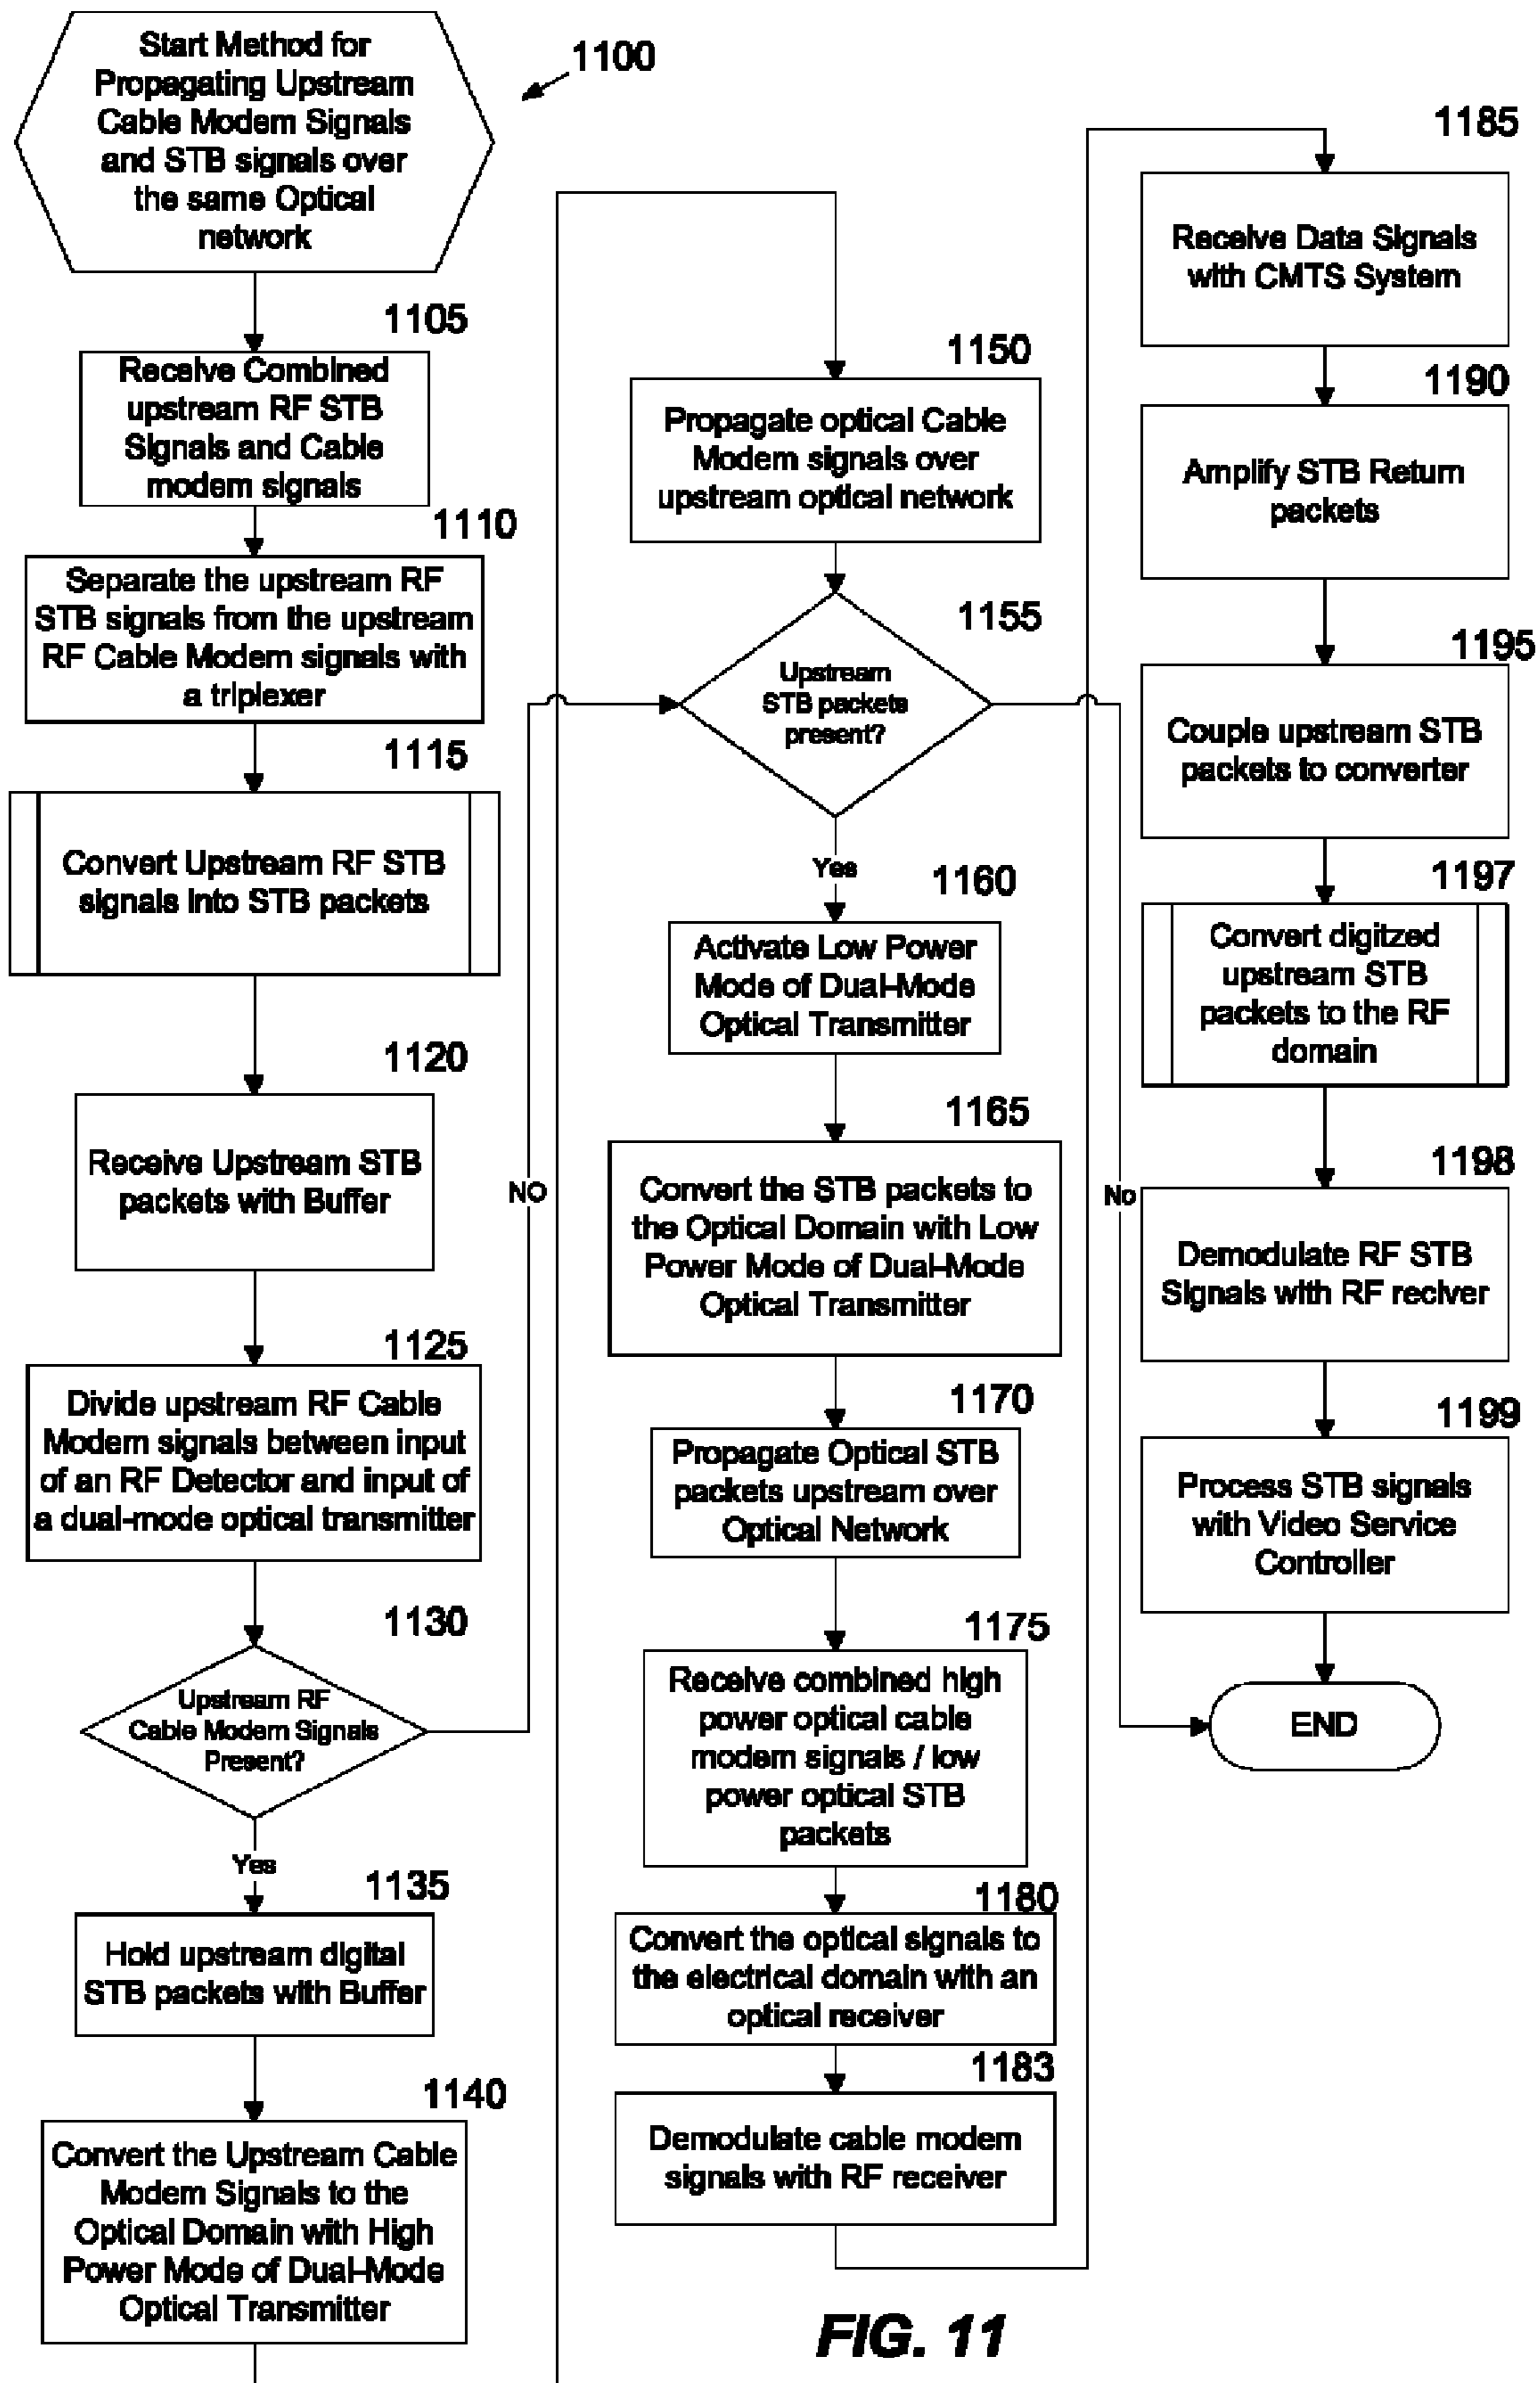 Start Method for
Propagating Upstream
Cable Modem Signals
and STB signals over
the same Optical
network
1100
1105
Receive Combined
upstream RF STB
Signals and Cable
modem signals
1110
Separate the upstream RF
STB signals from the upstream
RF Cable Modem signals with
a triplexer
1115
Convert Upstream RF STB
signals into STB packets
1120
Receive Upstream STB
packets with Buffer
1125
Divide upstream RF Cable
Modem signals between input
of an RF Detector and input of
a dual-mode optical transmitter
1130
Upstream RF
Cable Modem Signals
Present?
NO
Yes
1135
Hold upstream digital
STB packets with Buffer
1140
Convert the Upstream Cable
Modem Signals to the
Optical Domain with High
Power Mode of Dual-Mode
Optical Transmitter
1150
Propagate optical Cable
Modem signals over
upstream optical network
1155
Upstream
STB packets
present?
No
Yes
1160
Activate Low Power
Mode of Dual-Mode
Optical Transmitter
1165
Convert the STB packets to
the Optical Domain with Low
Power Mode of Dual-Mode
Optical Transmitter
1170
Propagate Optical STB
packets upstream over
Optical Network
1175
Receive combined high
power optical cable
modem signals / low
power optical STB
packets
1180
Convert the optical signals to
the electrical domain with an
optical receiver
1183
Demodulate cable modem
signals with RF receiver
1185
Receive Data Signals
with CMTS System
1190
Amplify STB Return
packets
1195
Couple upstream STB
packets to converter
1197
Convert digitzed
upstream STB
packets to the RF
domain
1198
Demodulate RF STB
Signals with RF reciver
1199
Process STB signals
with Video Service
Controller
END
FIG. 11